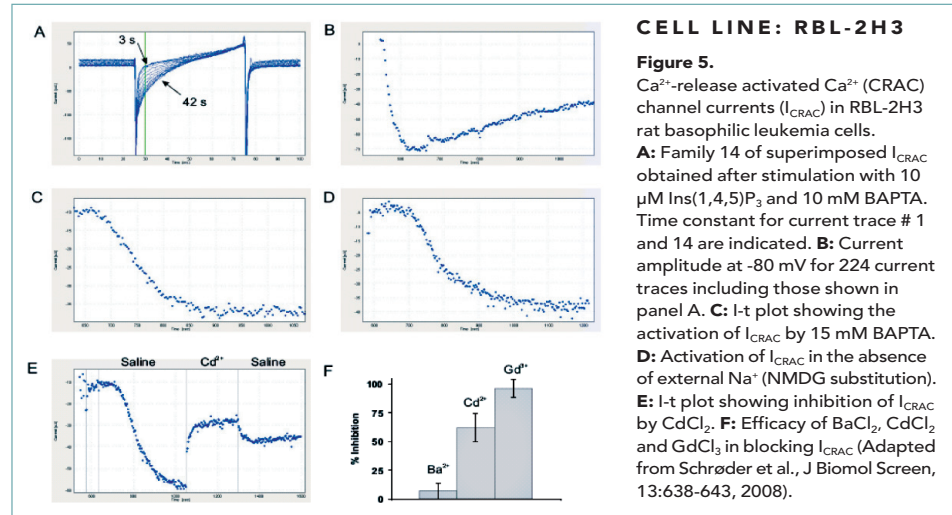 CELL LINE: RBL-2H3
Figure 5.
Ca²⁺-release activated Ca²⁺ (CRAC)
channel currents (I_CRAC) in RBL-2H3
rat basophilic leukemia cells.
A: Family 14 of superimposed I_CRAC
obtained after stimulation with 10
µM Ins(1,4,5)P₃ and 10 mM BAPTA.
Time constant for current trace # 1
and 14 are indicated. B: Current
amplitude at -80 mV for 224 current
traces including those shown in
panel A. C: I-t plot showing the
activation of I_CRAC by 15 mM BAPTA.
D: Activation of I_CRAC in the absence
of external Na⁺ (NMDG substitution).
E: I-t plot showing inhibition of I_CRAC
by CdCl₂. F: Efficacy of BaCl₂, CdCl₂
and GdCl₃ in blocking I_CRAC (Adapted
from Schrøder et al., J Biomol Screen,
13:638-643, 2008).
A
3 s
42 s
B
C
D
E
Saline
Cd²⁺
Saline
F
% Inhibition
100
75
50
25
0
Ba²⁺
Cd²⁺
Gd³⁺